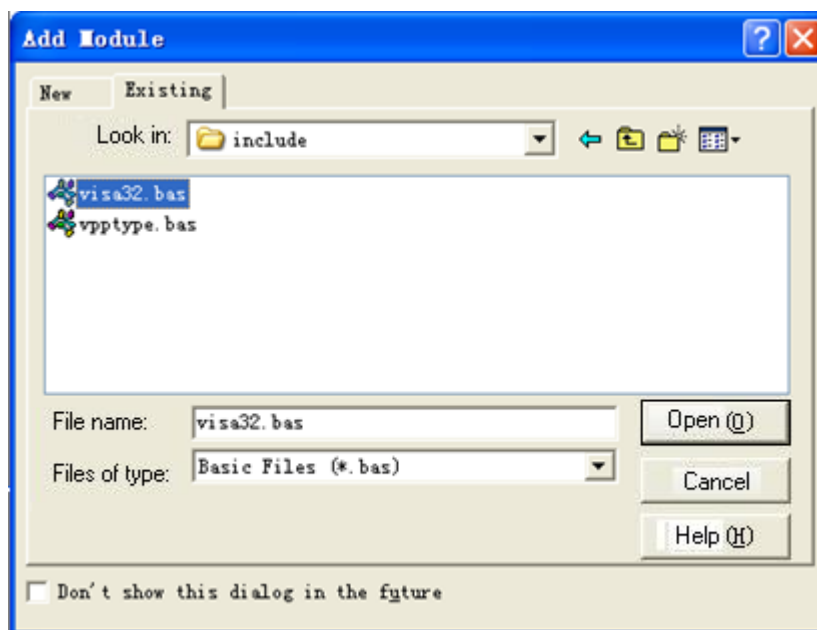 Add Module
New Existing
Look in: include
visa32.bas
vpptype.bas
File name: visa32.bas Open (O)
Files of type: Basic Files (*.bas)
Cancel
Help (H)
Don't show this dialog in the future